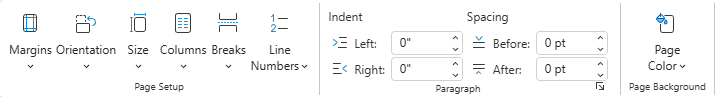 Indent Spacing
Margins Orientation Size Columns Breaks Line Numbers
Left: 0" Before: 0 pt
Right: 0" After: 0 pt
Page Color
Page Setup Paragraph Page Background